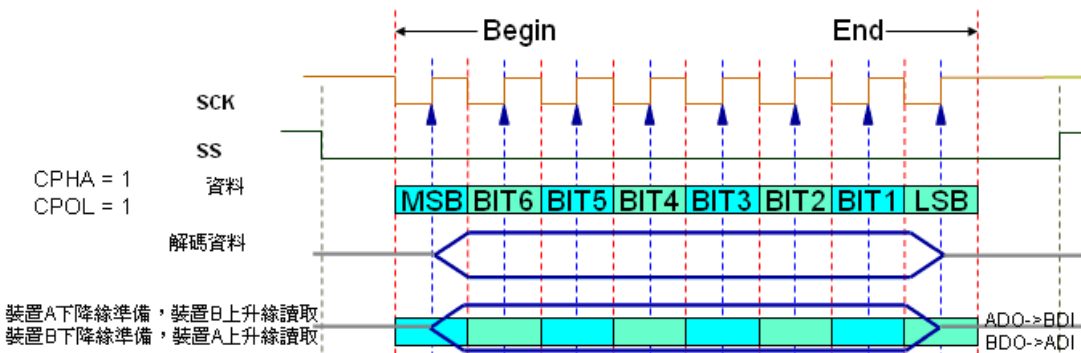 Begin End
SCK
SS
CPHA = 1
CPOL = 1
資料
MSB BIT6 BIT5 BIT4 BIT3 BIT2 BIT1 LSB
解碼資料
裝置A下降緣準備，裝置B上升緣讀取
裝置B下降緣準備，裝置A上升緣讀取
ADO->BDI
BDO->ADI